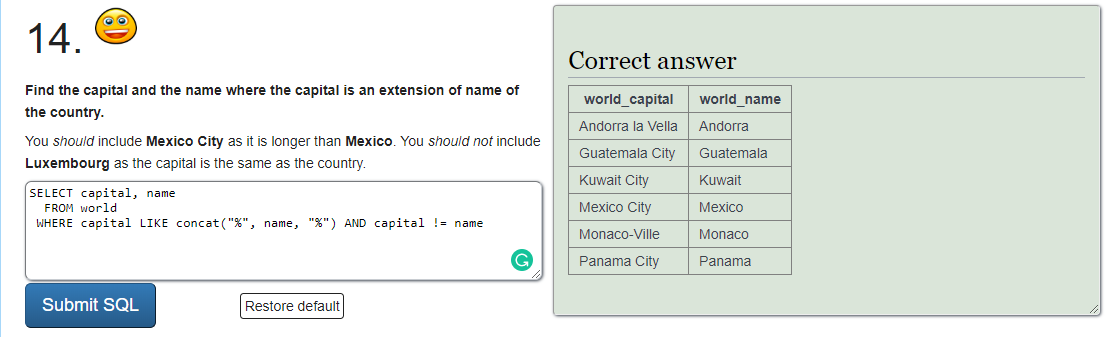 14.
Find the capital and the name where the capital is an extension of name of
the country.
You should include Mexico City as it is longer than Mexico. You should not include
Luxembourg as the capital is the same as the country.
SELECT capital, name
FROM world
WHERE capital LIKE concat("%", name, "%") AND capital != name
G
Submit SQL
Restore default
Correct answer
world_capital world_name
Andorra la Vella Andorra
Guatemala City Guatemala
Kuwait City Kuwait
Mexico City Mexico
Monaco-Ville Monaco
Panama City Panama